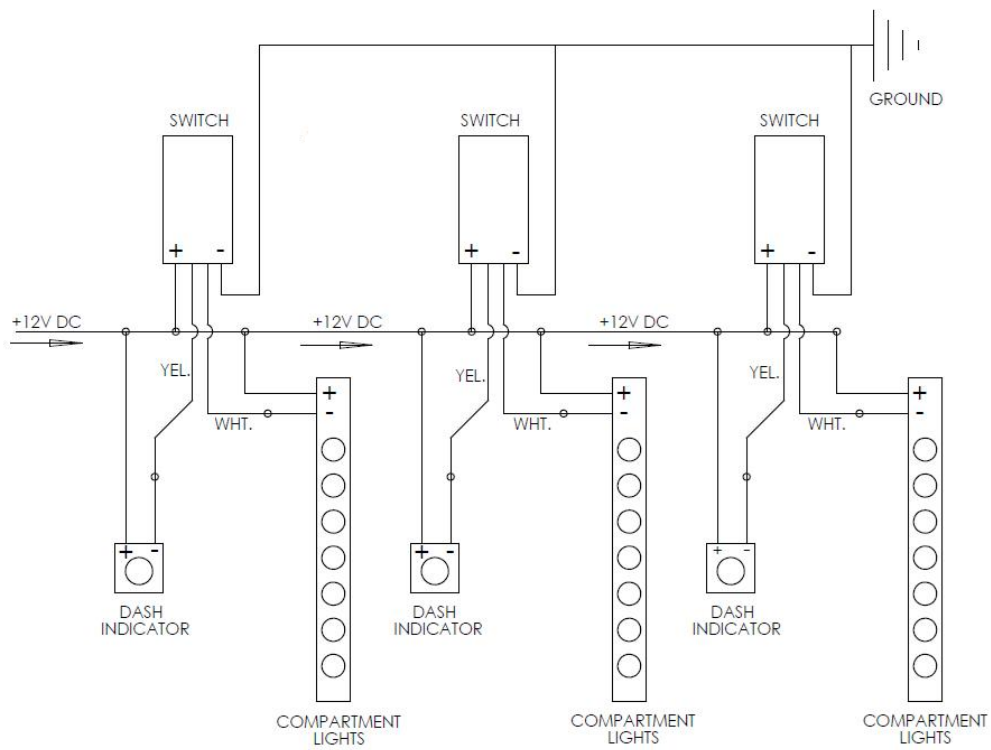 GROUND
SWITCH
SWITCH
SWITCH
+ -
+ -
+ -
+12V DC
+12V DC
+12V DC
YEL.
YEL.
YEL.
+
-
+
-
+
-
WHT.
WHT.
WHT.
+ -
+ -
+ -
DASH
INDICATOR
DASH
INDICATOR
DASH
INDICATOR
COMPARTMENT
LIGHTS
COMPARTMENT
LIGHTS
COMPARTMENT
LIGHTS